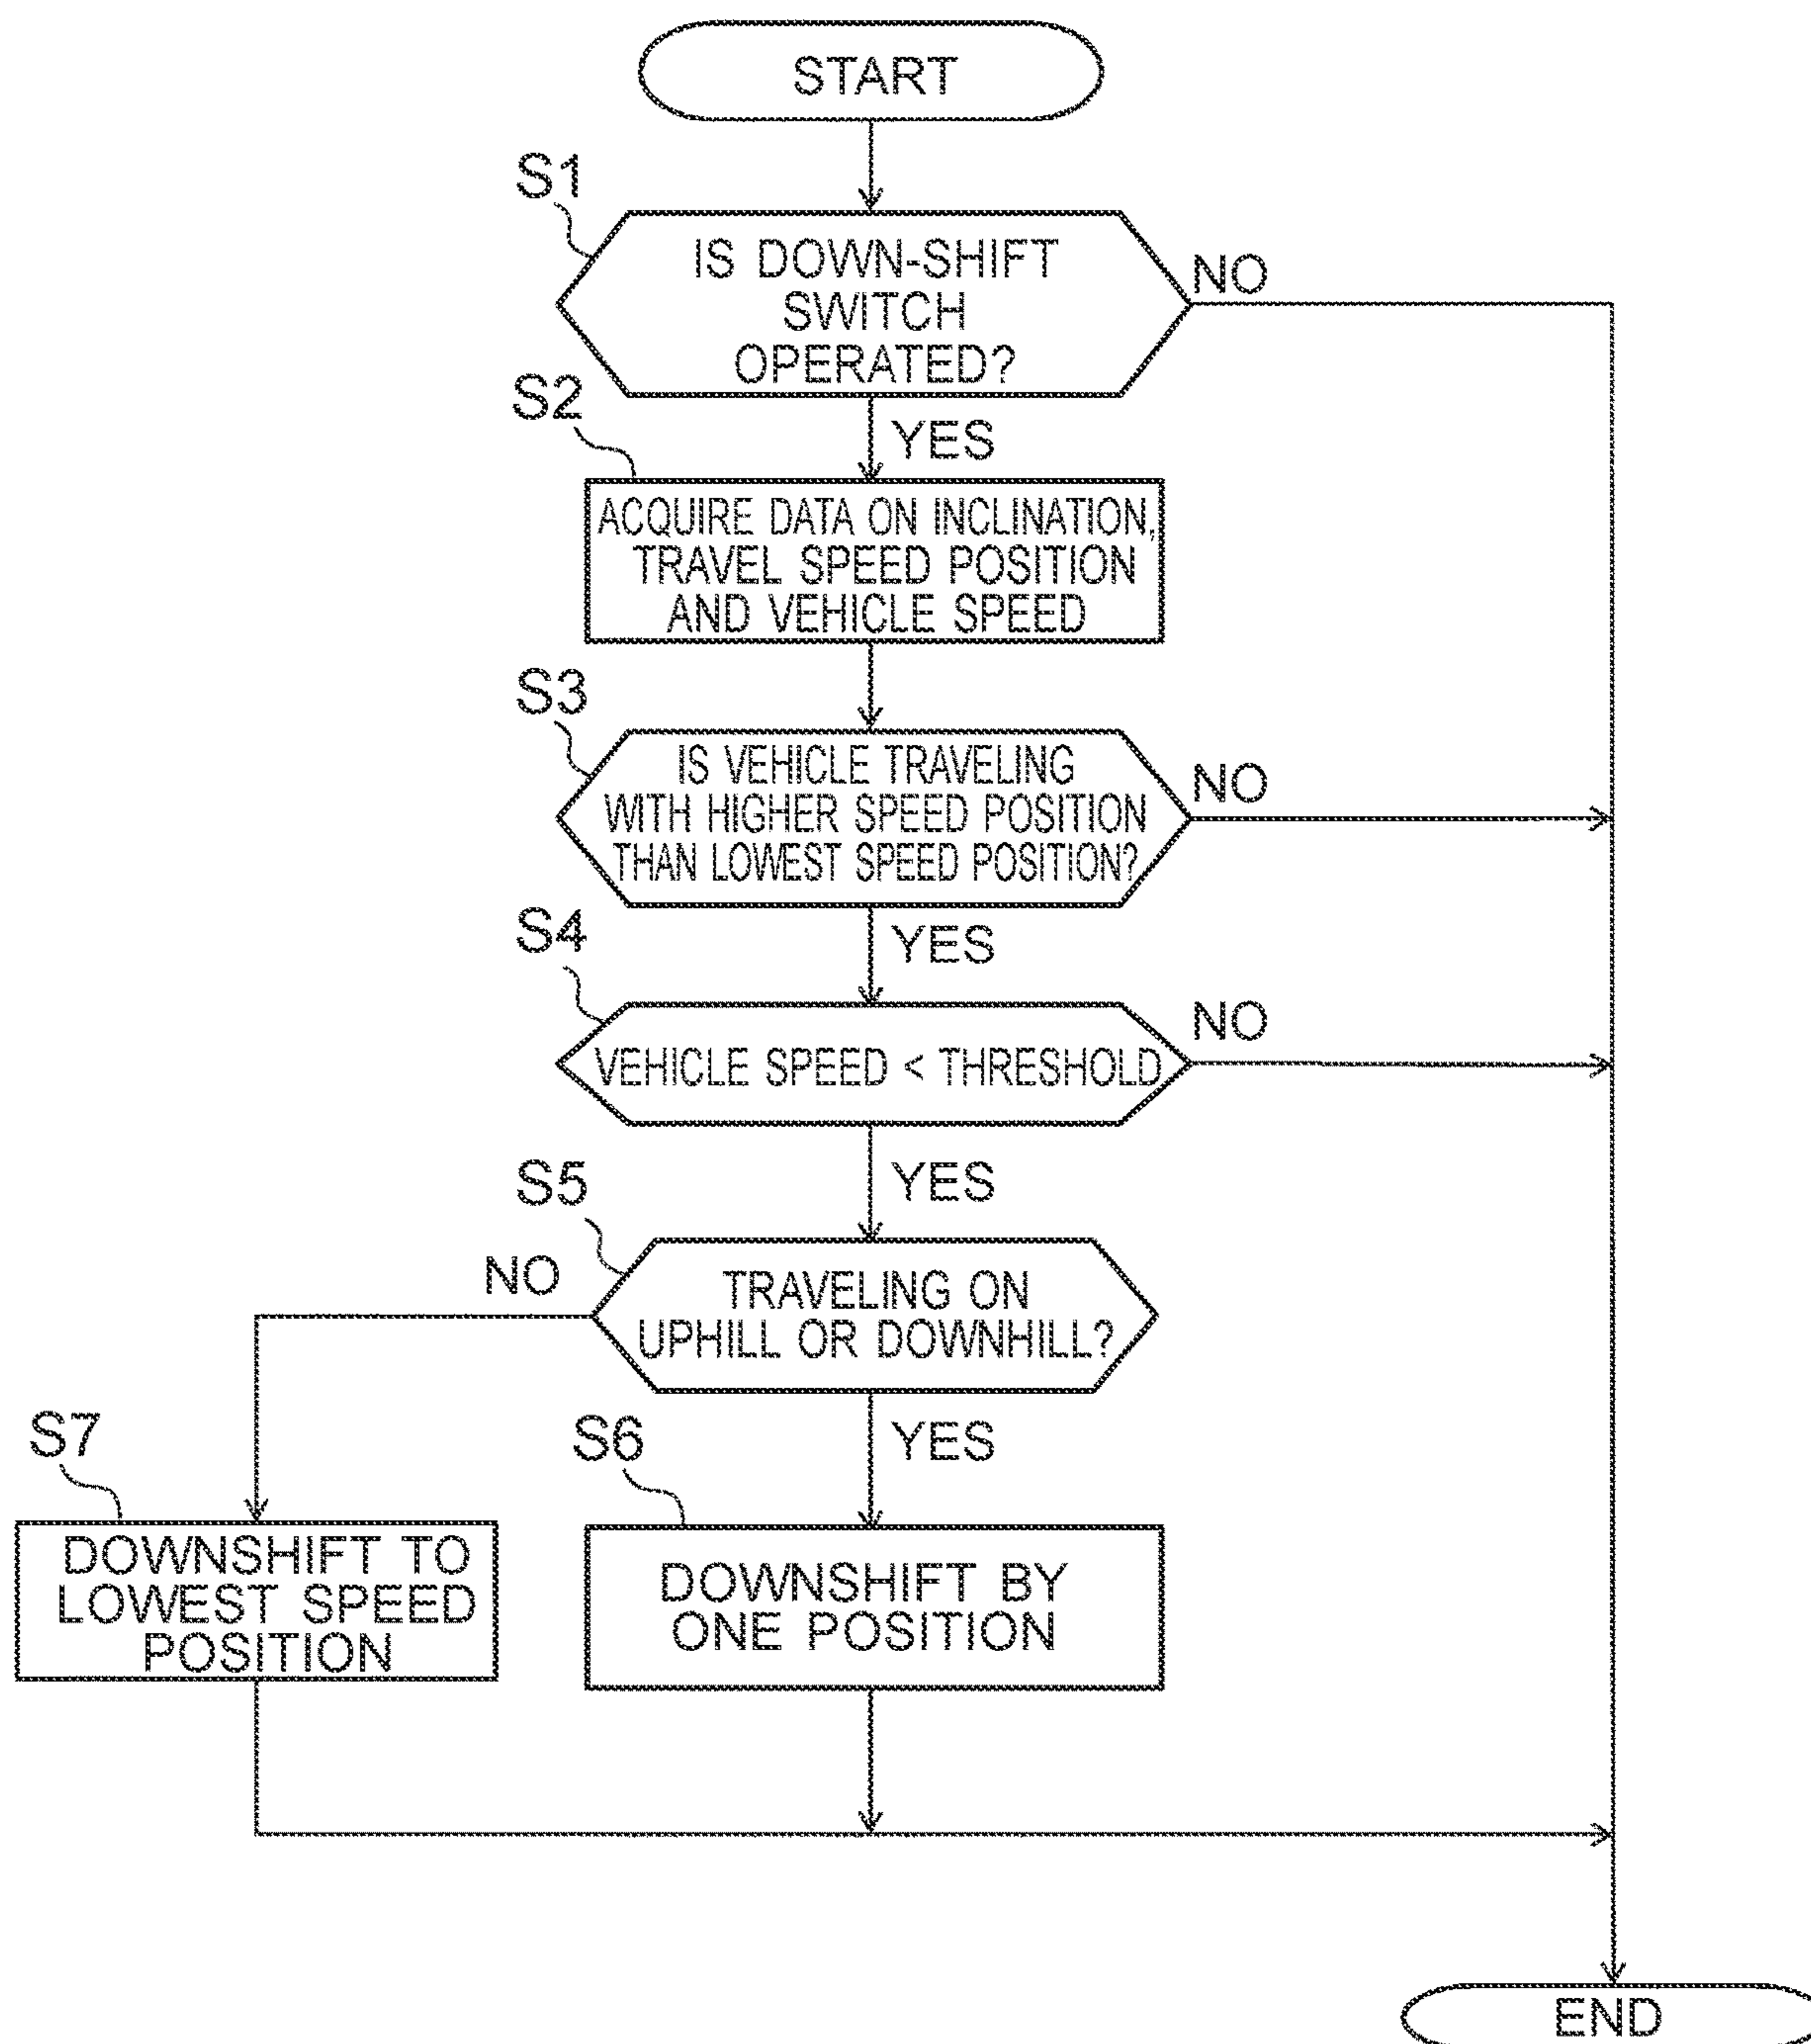 START
S1
IS DOWN-SHIFT
SWITCH
OPERATED?
NO
S2
YES
ACQUIRE DATA ON INCLINATION,
TRAVEL SPEED POSITION
AND VEHICLE SPEED
S3
IS VEHICLE TRAVELING
WITH HIGHER SPEED POSITION
THAN LOWEST SPEED POSITION?
NO
S4
YES
VEHICLE SPEED < THRESHOLD
NO
S5
YES
NO
TRAVELING ON
UPHILL OR DOWNHILL?
S7
S6
YES
DOWNSHIFT TO
LOWEST SPEED
POSITION
DOWNSHIFT BY
ONE POSITION
END